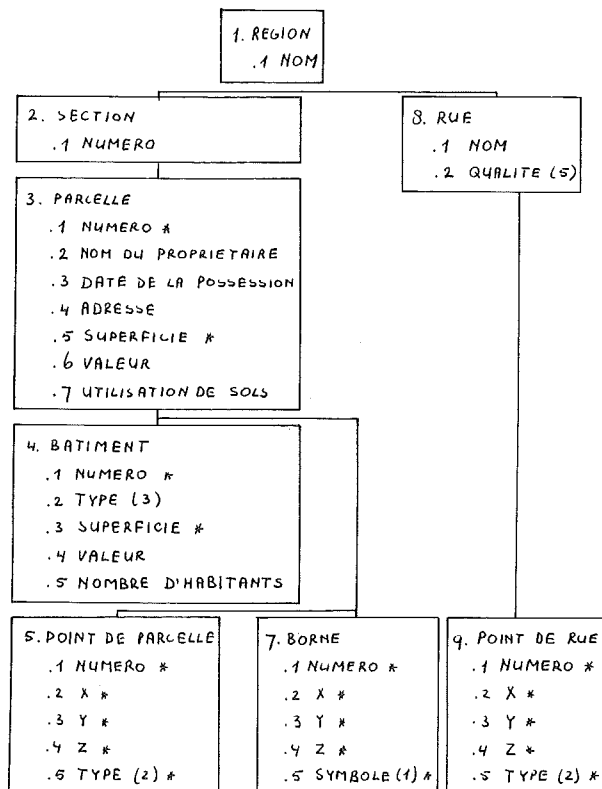 1. REGION
.1 NOM
2. SECTION
.1 NUMERO
8. RUE
.1 NOM
.2 QUALITE (5)
3. PARCELLE
.1 NUMERO *
.2 NOM DU PROPRIETAIRE
.3 DATE DE LA POSSESSION
.4 ADRESSE
.5 SUPERFICIE *
.6 VALEUR
.7 UTILISATION DE SOLS
4. BATIMENT
.1 NUMERO *
.2 TYPE (3)
.3 SUPERFICIE *
.4 VALEUR
.5 NOMBRE D'HABITANTS
5. POINT DE PARCELLE
.1 NUMERO *
.2 X *
.3 Y *
.4 Z *
.5 TYPE (2) *
7. BORNE
.1 NUMERO *
.2 X *
.3 Y *
.4 Z *
.5 SYMBOLE (1) *
9. POINT DE RUE
.1 NUMERO *
.2 X *
.3 Y *
.4 Z *
.5 TYPE (2) *